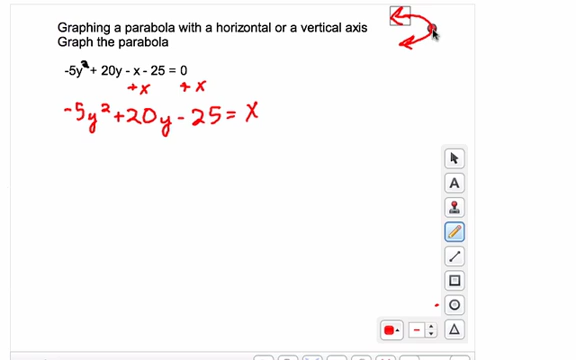 Graphing a parabola with a horizontal or a vertical axis
Graph the parabola
-5y² + 20y - x - 25 = 0
+x +x
-5y² + 20y - 25 = x
A